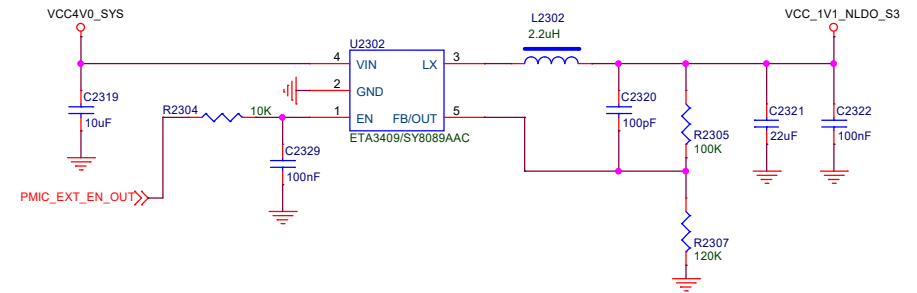 VCC4V0_SYS
L2302
2.2uH
VCC_1V1_NLDO_S3
U2302
4 VIN LX 3
2 GND
1 EN FB/OUT 5
ETA3409/SY8089AAC
C2319
10uF
R2304 10K
C2329
100nF
PMIC_EXT_EN_OUT
C2320
100pF
R2305
100K
C2321
22uF
C2322
100nF
R2307
120K